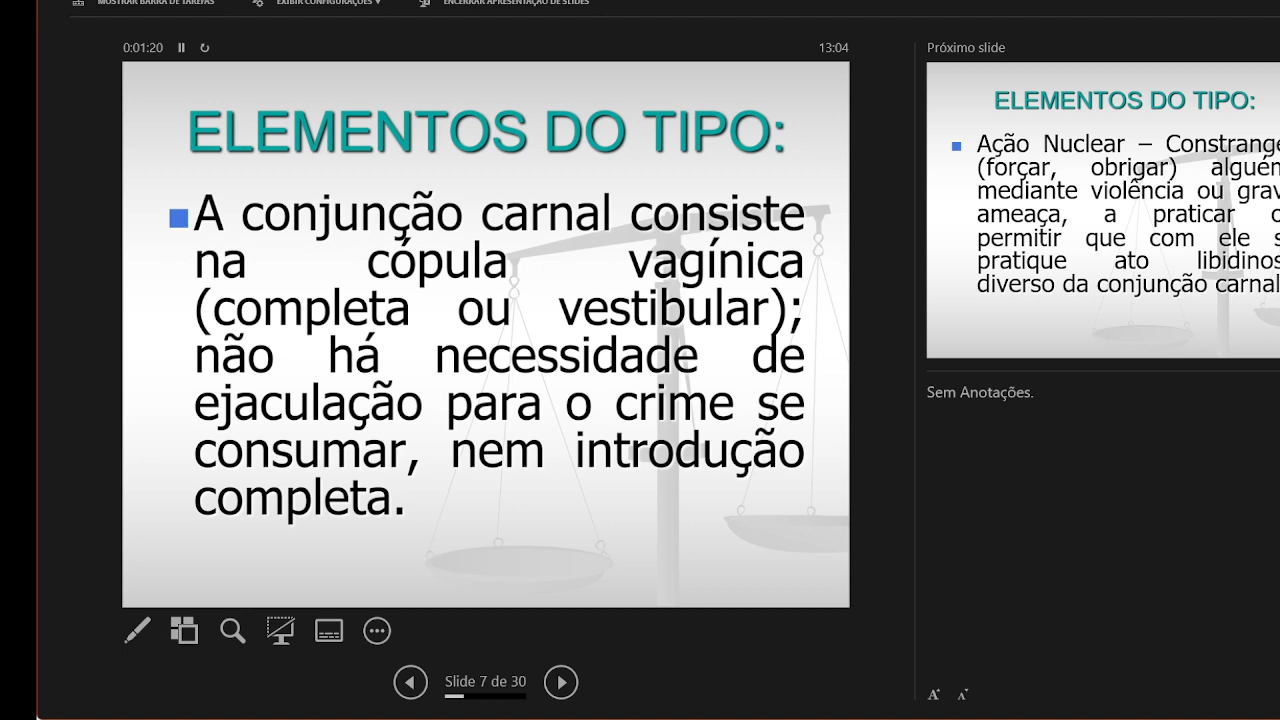 MOSTRAR BARRA DE TAREFAS EXIBIR CONFIGURAÇÕES ▼ ENCERRAR APRESENTAÇÃO DE SLIDES
0:01:20 13:04
ELEMENTOS DO TIPO:
A conjunção carnal consiste
na cópula vagínica
(completa ou vestibular);
não há necessidade de
ejaculação para o crime se
consumar, nem introdução
completa.
Slide 7 de 30
Próximo slide
ELEMENTOS DO TIPO:
Ação Nuclear – Constrange
(forçar, obrigar) alguém
mediante violência ou grav
ameaça, a praticar o
permitir que com ele s
pratique ato libidinos
diverso da conjunção carnal
Sem Anotações.
A A